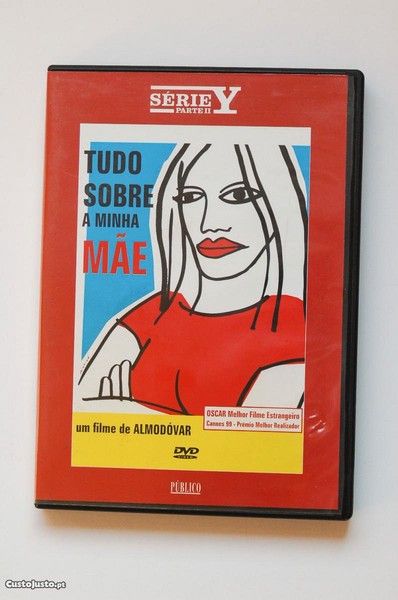 SÉRIE Y
PARTE II
TUDO
SOBRE
A MINHA
MÃE
OSCAR Melhor Filme Estrangeiro
Cannes 99 - Prémio Melhor Realizador
um filme de ALMODÓVAR
DVD
VIDEO
PÚBLICO
CustoJusto.pt